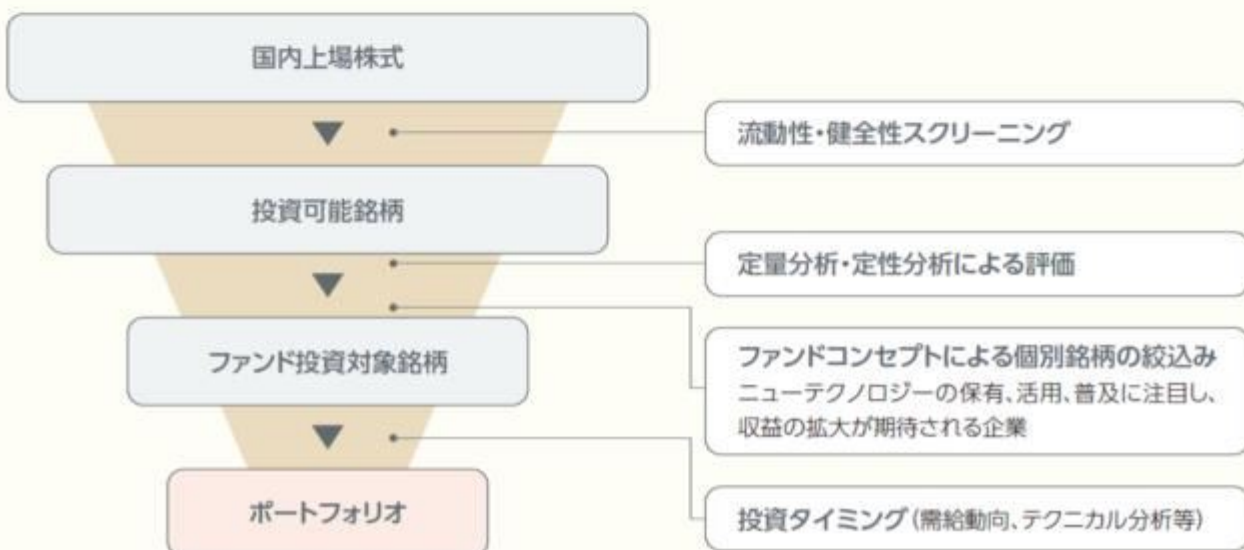 国内上場株式
流動性・健全性スクリーニング
投資可能銘柄
定量分析・定性分析による評価
ファンド投資対象銘柄
ファンドコンセプトによる個別銘柄の絞込み
ニューテクノロジーの保有、活用、普及に注目し、
収益の拡大が期待される企業
ポートフォリオ
投資タイミング(需給動向、テクニカル分析等)